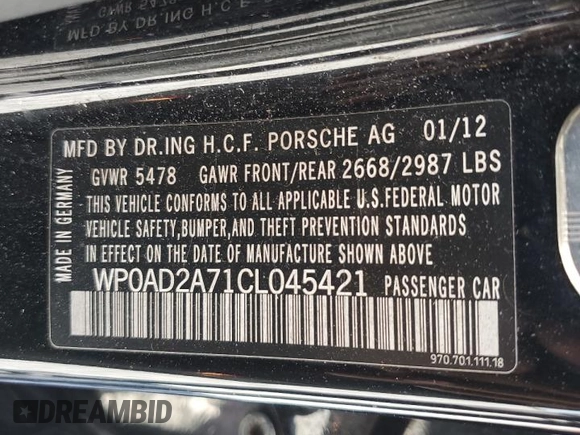 MFD BY DR.ING H.C.F. PORSCHE AG 01/12
GVWR 5478 GAWR FRONT/REAR 2668/2987 LBS
THIS VEHICLE CONFORMS TO ALL APPLICABLE U.S.FEDERAL MOTOR
VEHICLE SAFETY,BUMPER,AND THEFT PREVENTION STANDARDS
IN EFFECT ON THE DATE OF MANUFACTURE SHOWN ABOVE.
WP0AD2A71CL045421 PASSENGER CAR
MADE IN GERMANY
970.701.111.18
DREAMBID